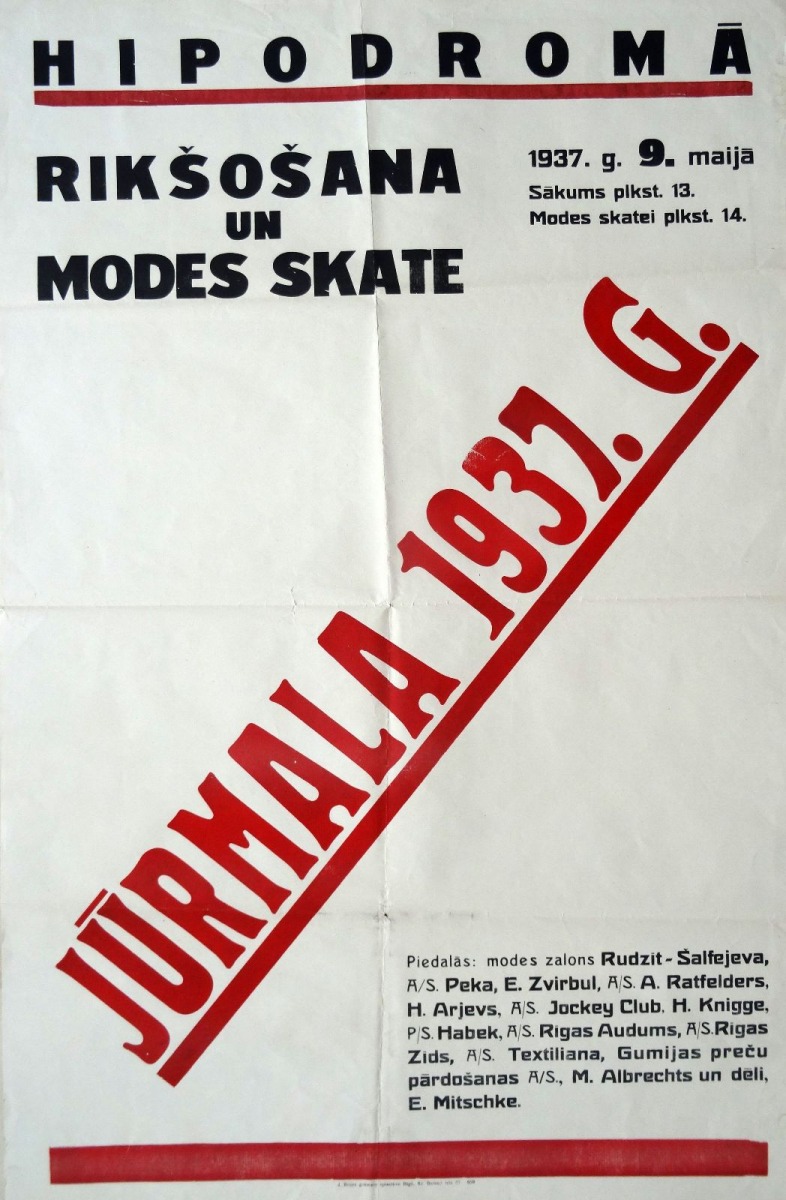 HIPODROMĀ
RIKŠOŠANA
UN
MODES SKATE
1937. g. 9. maijā
Sākums plkst. 13.
Modes skatei plkst. 14.
JŪRMALA 1937. G.
Piedalās: modes zalons Rudzit-Šalfejeva,
A/S. Peka, E. Zvirbul, A/S. A. Ratfelders,
H. Arjevs, A/S. Jockey Club. H. Knigge,
P/S. Habek, A/S. Rigas Audums, A/S. Rigas
Zids, A/S. Textiliana, Gumijas preču
pārdošanas A/S., M. Albrechts un dēli,
E. Mitschke.